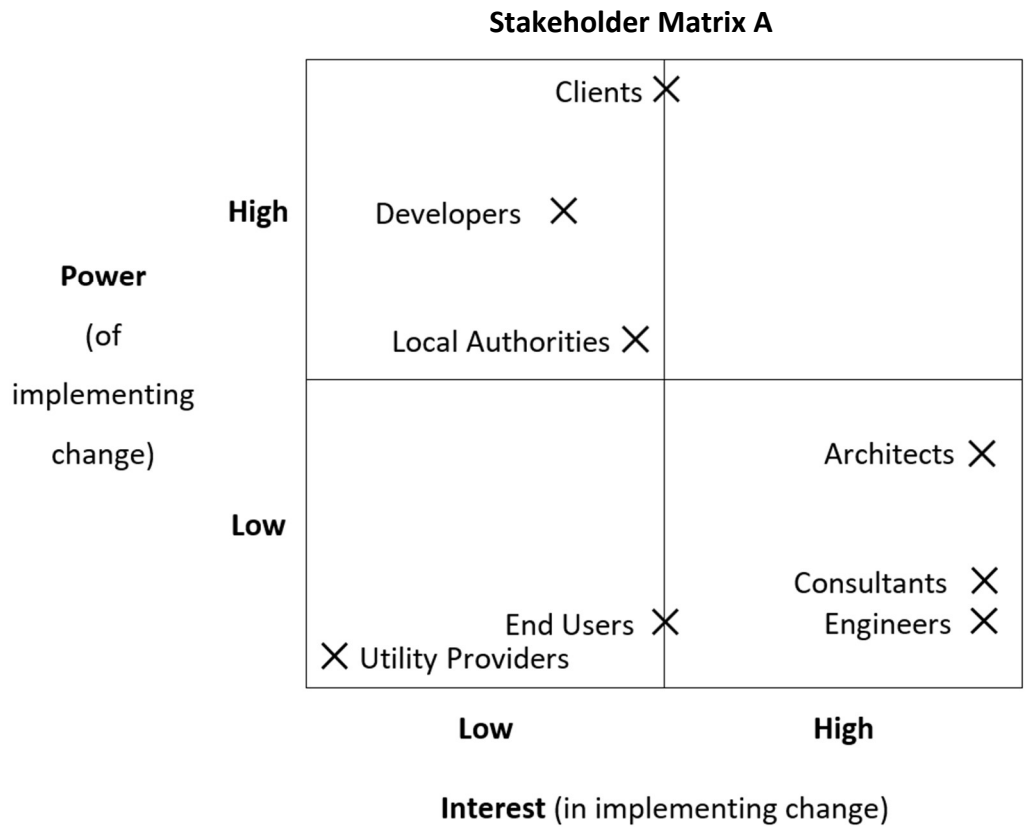 Stakeholder Matrix A
Clients
High
Developers
Power
(of
implementing
change)
Local Authorities
Architects
Low
Consultants
End Users
Engineers
Utility Providers
Low
High
Interest (in implementing change)